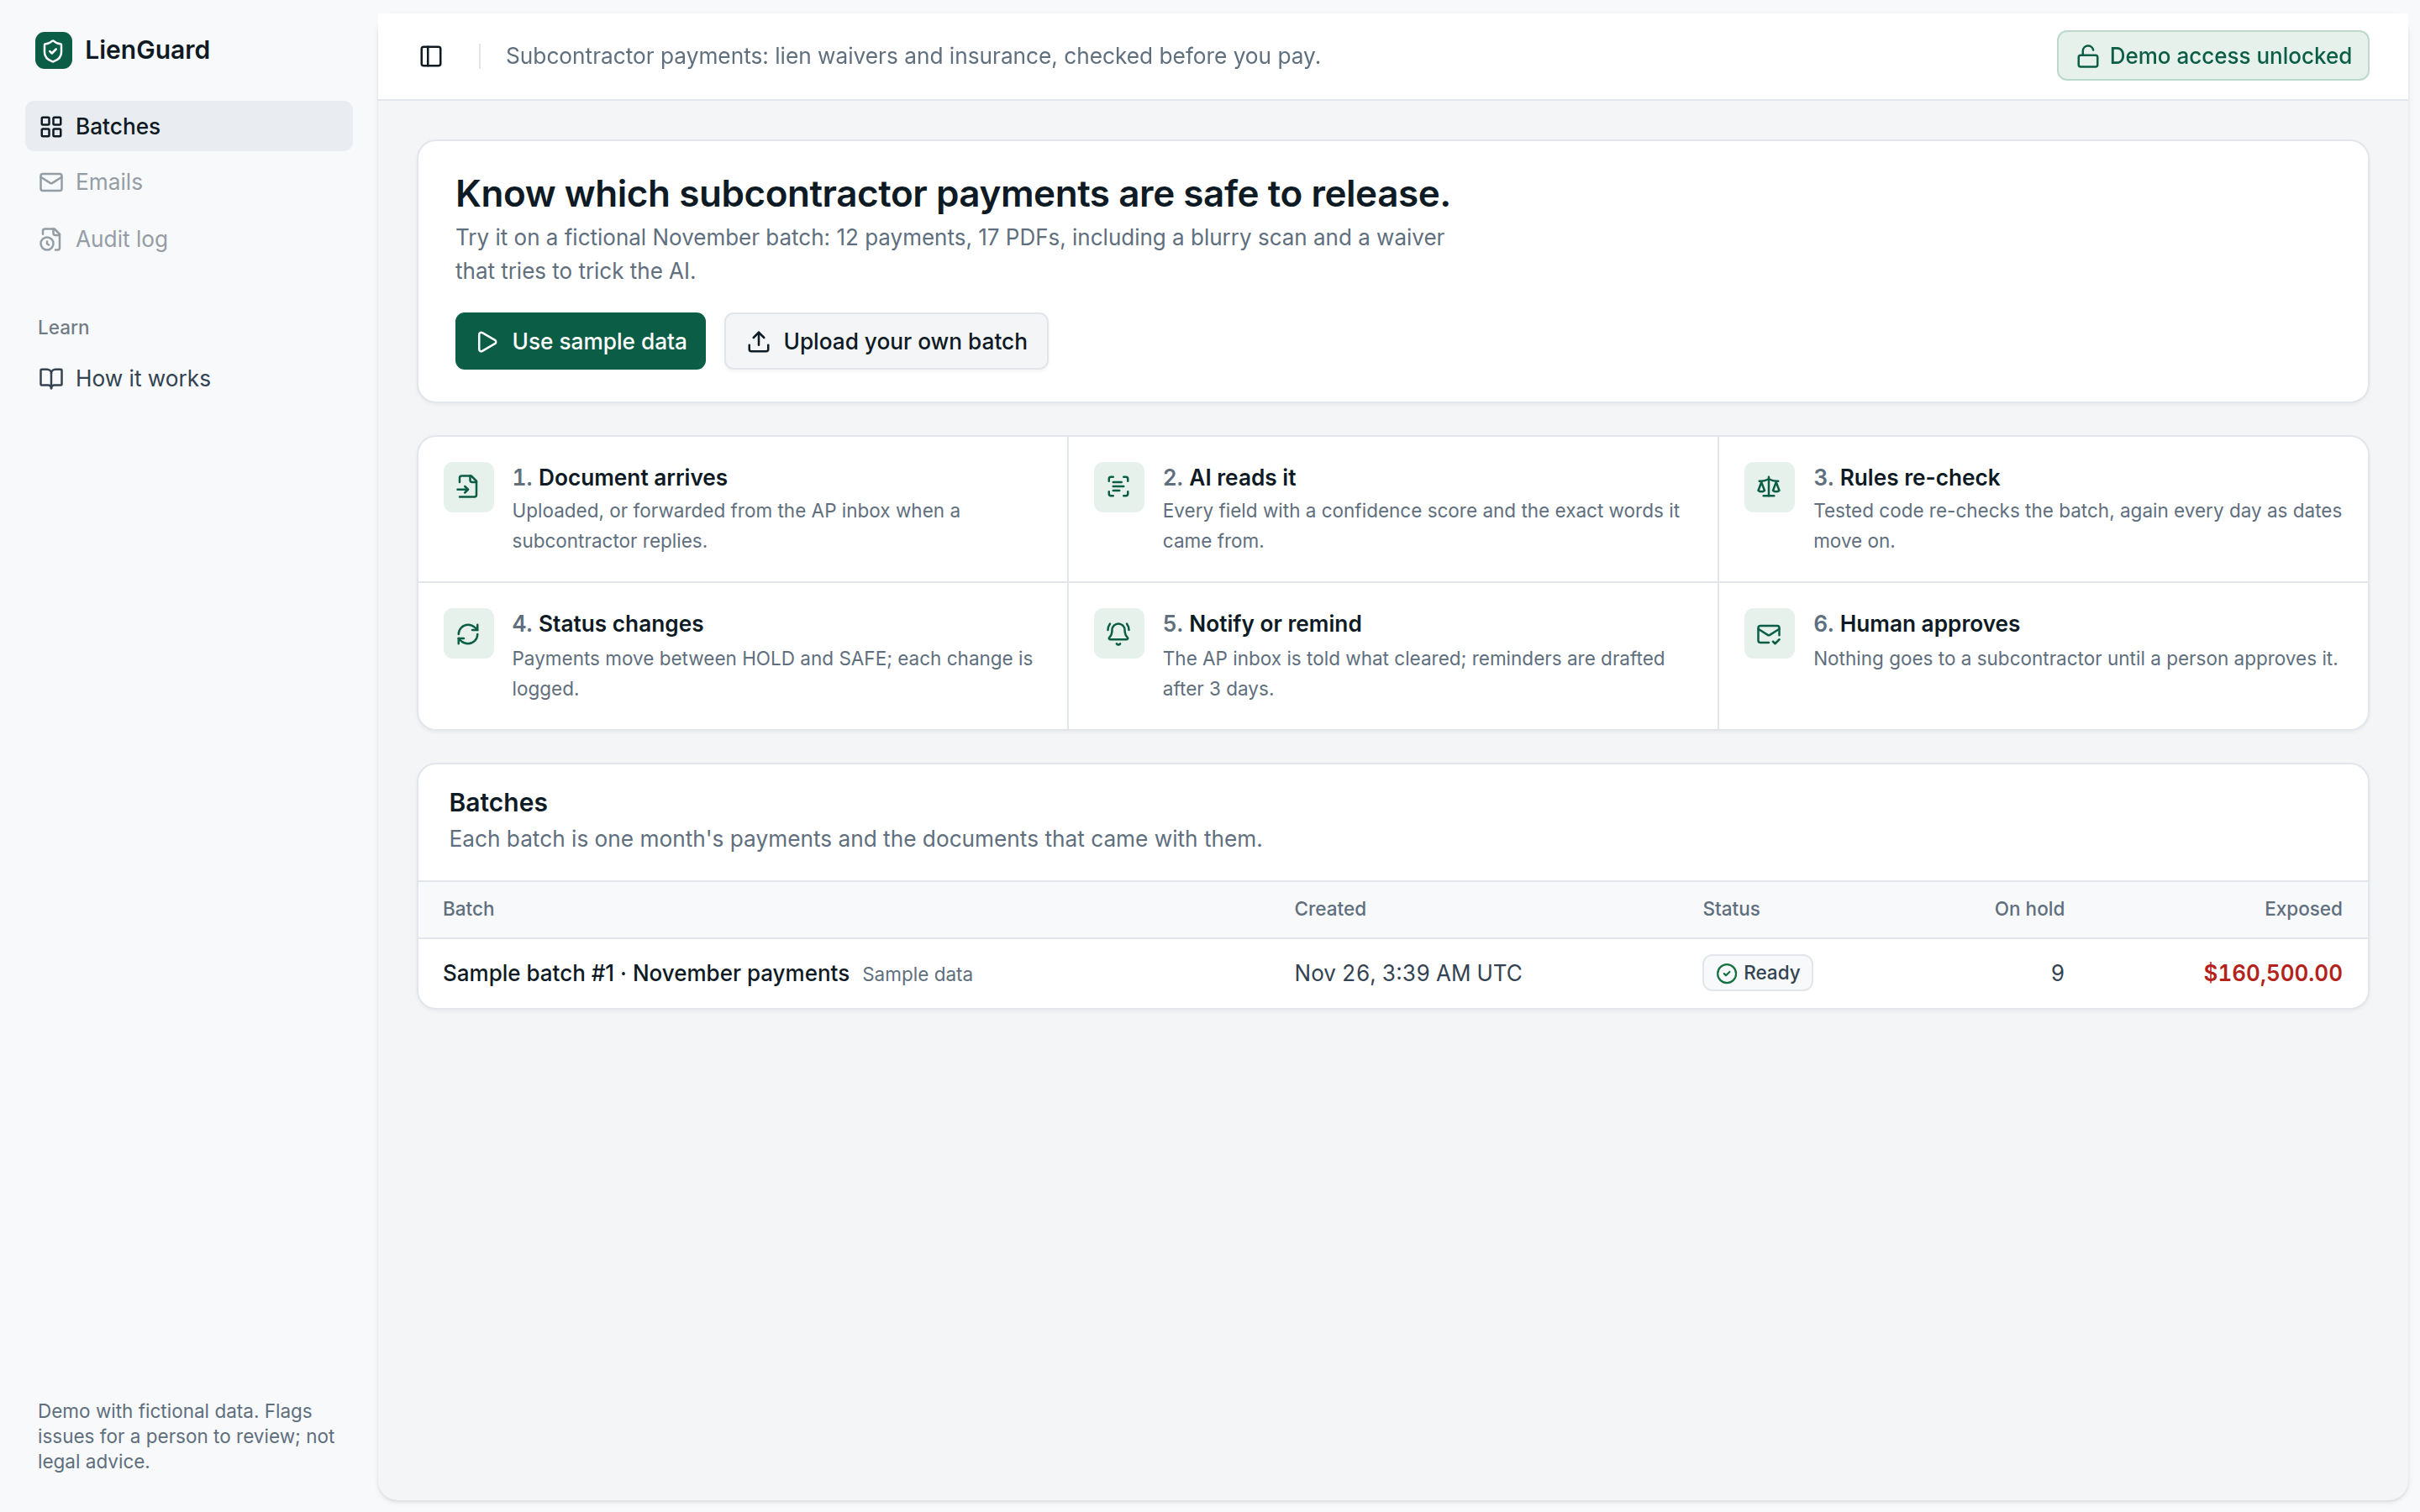 LienGuard
Batches
Emails
Audit log
Learn
How it works
Demo with fictional data. Flags
issues for a person to review; not
legal advice.
Subcontractor payments: lien waivers and insurance, checked before you pay.
Demo access unlocked
Know which subcontractor payments are safe to release.
Try it on a fictional November batch: 12 payments, 17 PDFs, including a blurry scan and a waiver
that tries to trick the AI.
Use sample data
Upload your own batch
1. Document arrives
Uploaded, or forwarded from the AP inbox when a
subcontractor replies.
2. AI reads it
Every field with a confidence score and the exact words it
came from.
3. Rules re-check
Tested code re-checks the batch, again every day as dates
move on.
4. Status changes
Payments move between HOLD and SAFE; each change is
logged.
5. Notify or remind
The AP inbox is told what cleared; reminders are drafted
after 3 days.
6. Human approves
Nothing goes to a subcontractor until a person approves it.
Batches
Each batch is one month's payments and the documents that came with them.
Batch Created Status On hold Exposed
Sample batch #1 · November payments Sample data Nov 26, 3:39 AM UTC Ready 9 $160,500.00